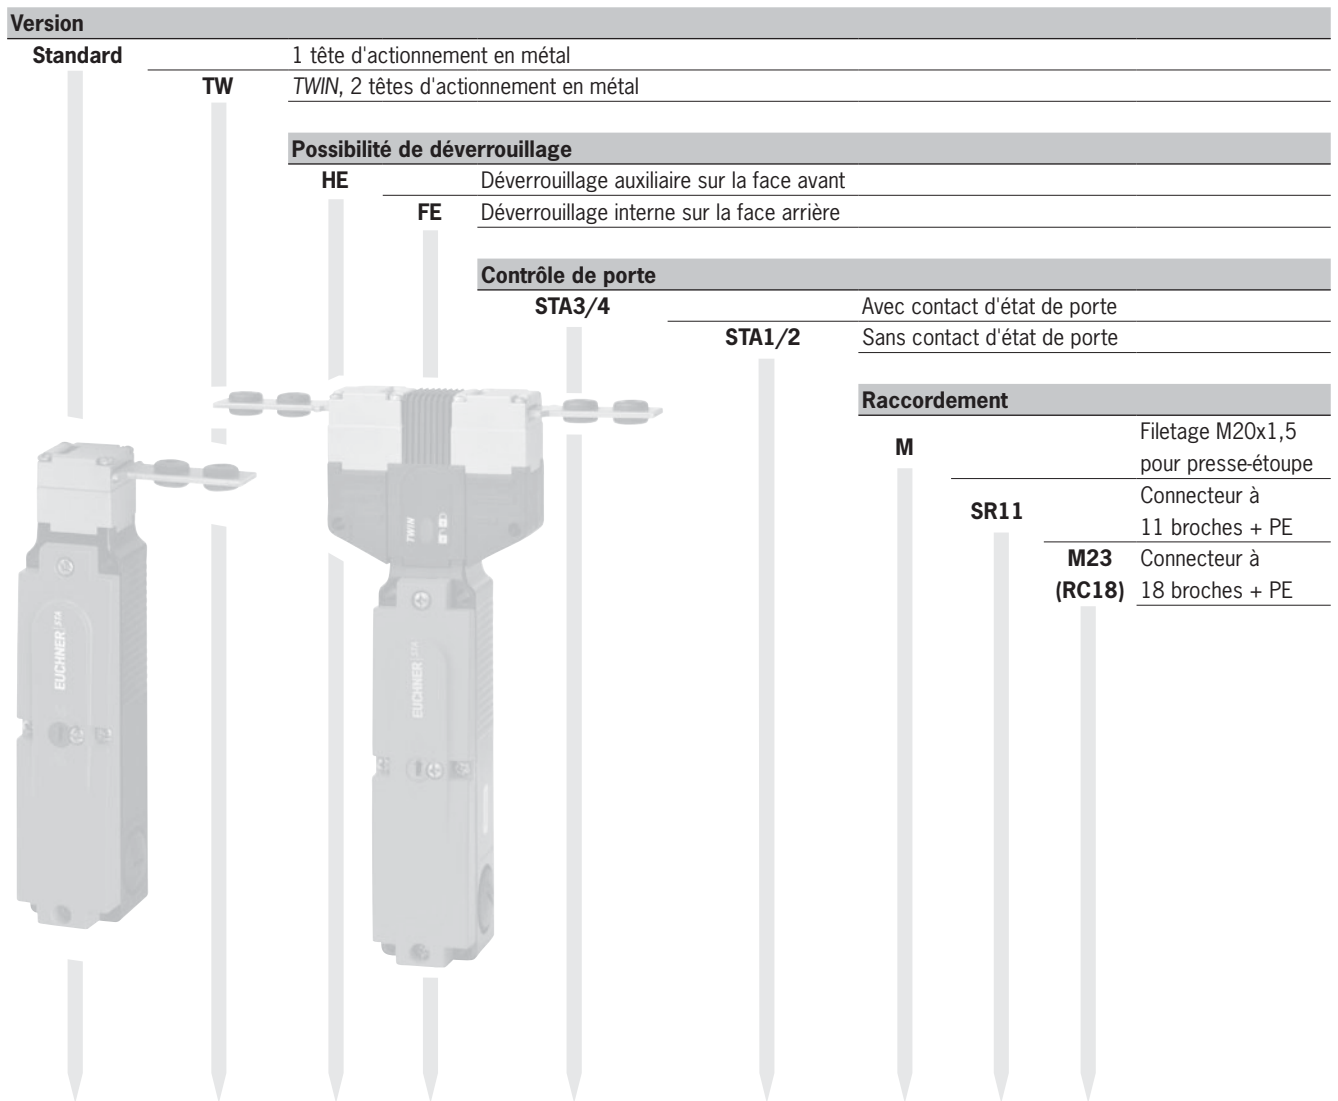 Version
Standard 1 tête d'actionnement en métal
TW TWIN, 2 têtes d'actionnement en métal
Possibilité de déverrouillage
HE Déverrouillage auxiliaire sur la face avant
FE Déverrouillage interne sur la face arrière
Contrôle de porte
STA3/4 Avec contact d'état de porte
STA1/2 Sans contact d'état de porte
Raccordement
M Filetage M20x1,5
pour presse-étoupe
SR11 Connecteur à
11 broches + PE
M23 Connecteur à
(RC18) 18 broches + PE
TWIN
EUCHNER STA
EUCHNER STA